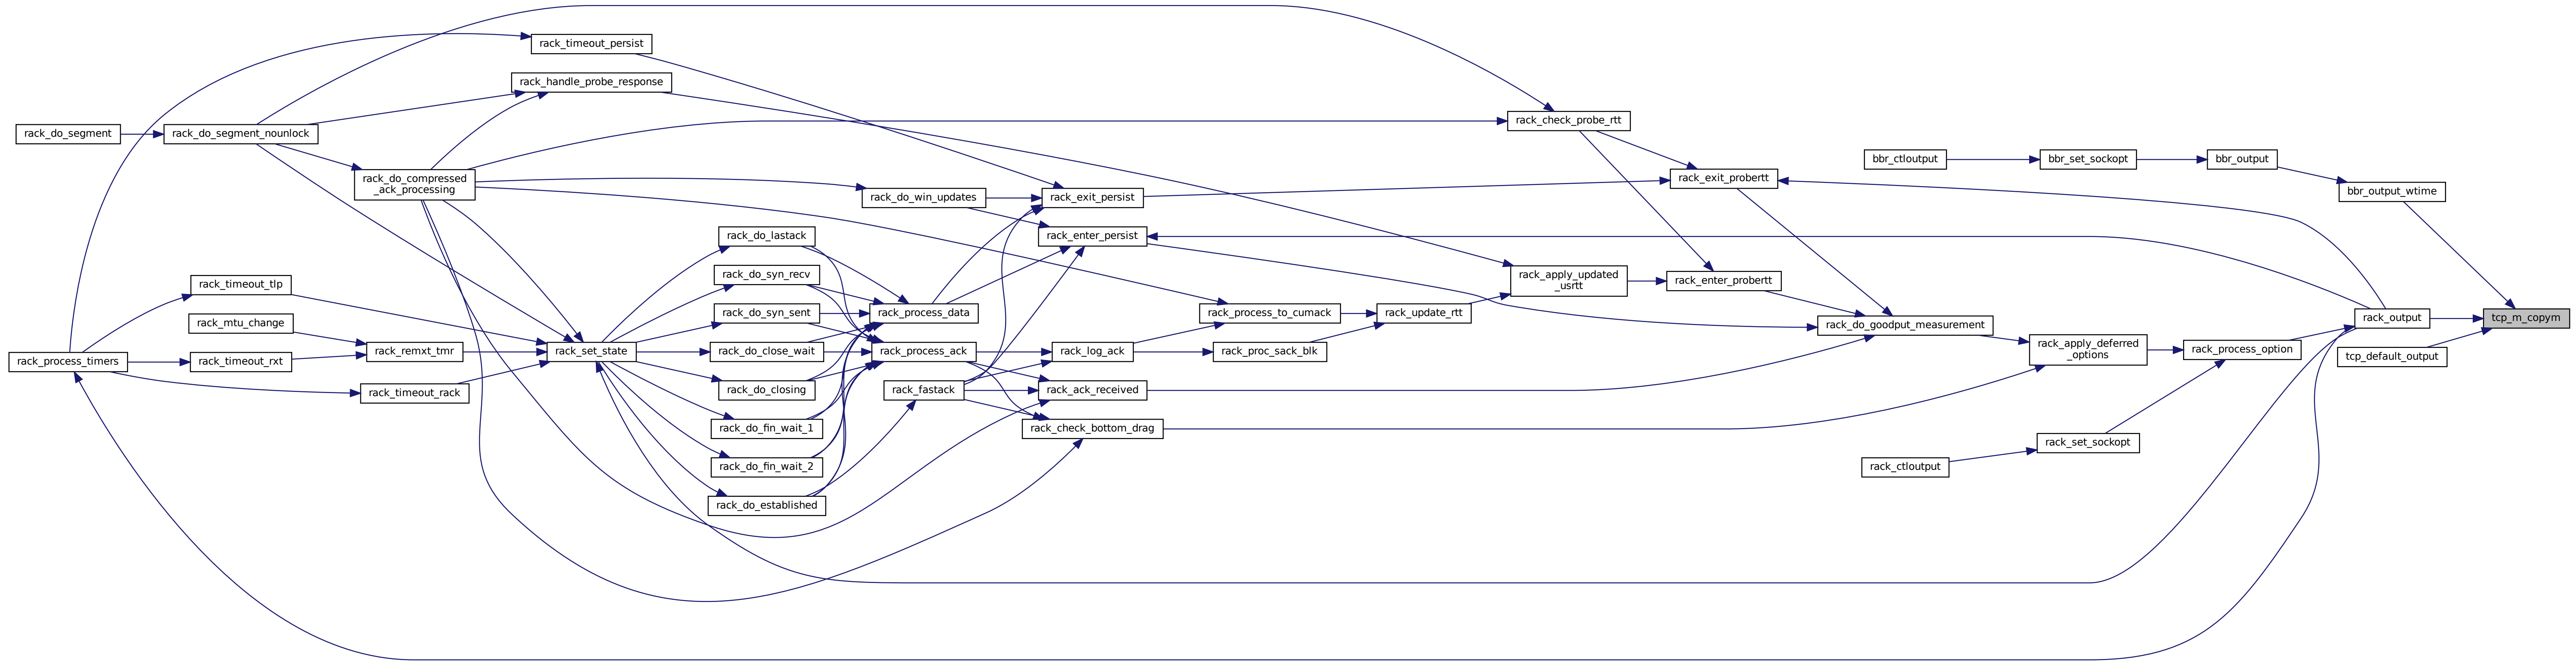 rack_timeout_persist
rack_handle_probe_response
rack_check_probe_rtt
rack_do_segment
rack_do_segment_nounlock
bbr_ctloutput
bbr_set_sockopt
bbr_output
rack_do_compressed
_ack_processing
rack_exit_probertt
bbr_output_wtime
rack_do_win_updates
rack_exit_persist
rack_do_lastack
rack_enter_persist
rack_do_syn_recv
rack_apply_updated
_usrtt
rack_enter_probertt
rack_timeout_tlp
rack_do_syn_sent
rack_process_data
rack_process_to_cumack
rack_update_rtt
rack_output
tcp_m_copym
rack_mtu_change
rack_do_goodput_measurement
rack_process_timers
rack_timeout_rxt
rack_remxt_tmr
rack_set_state
rack_do_close_wait
rack_process_ack
rack_log_ack
rack_proc_sack_blk
rack_apply_deferred
_options
rack_process_option
tcp_default_output
rack_timeout_rack
rack_do_closing
rack_fastack
rack_ack_received
rack_do_fin_wait_1
rack_check_bottom_drag
rack_set_sockopt
rack_do_fin_wait_2
rack_ctloutput
rack_do_established